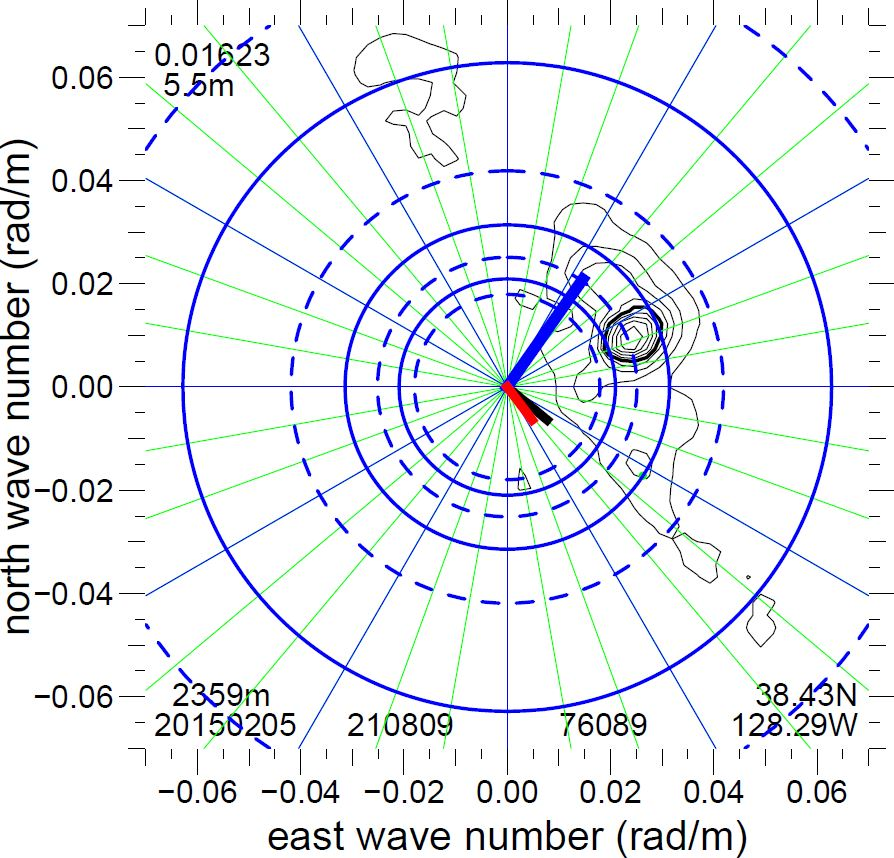 0.01623
5.5m
0.06
0.04
0.02
0.00
−0.02
−0.04
−0.06
north wave number (rad/m)
2359m
38.43N
20150205 210809 76089 128.29W
−0.06 −0.04 −0.02 0.00 0.02 0.04 0.06
east wave number (rad/m)